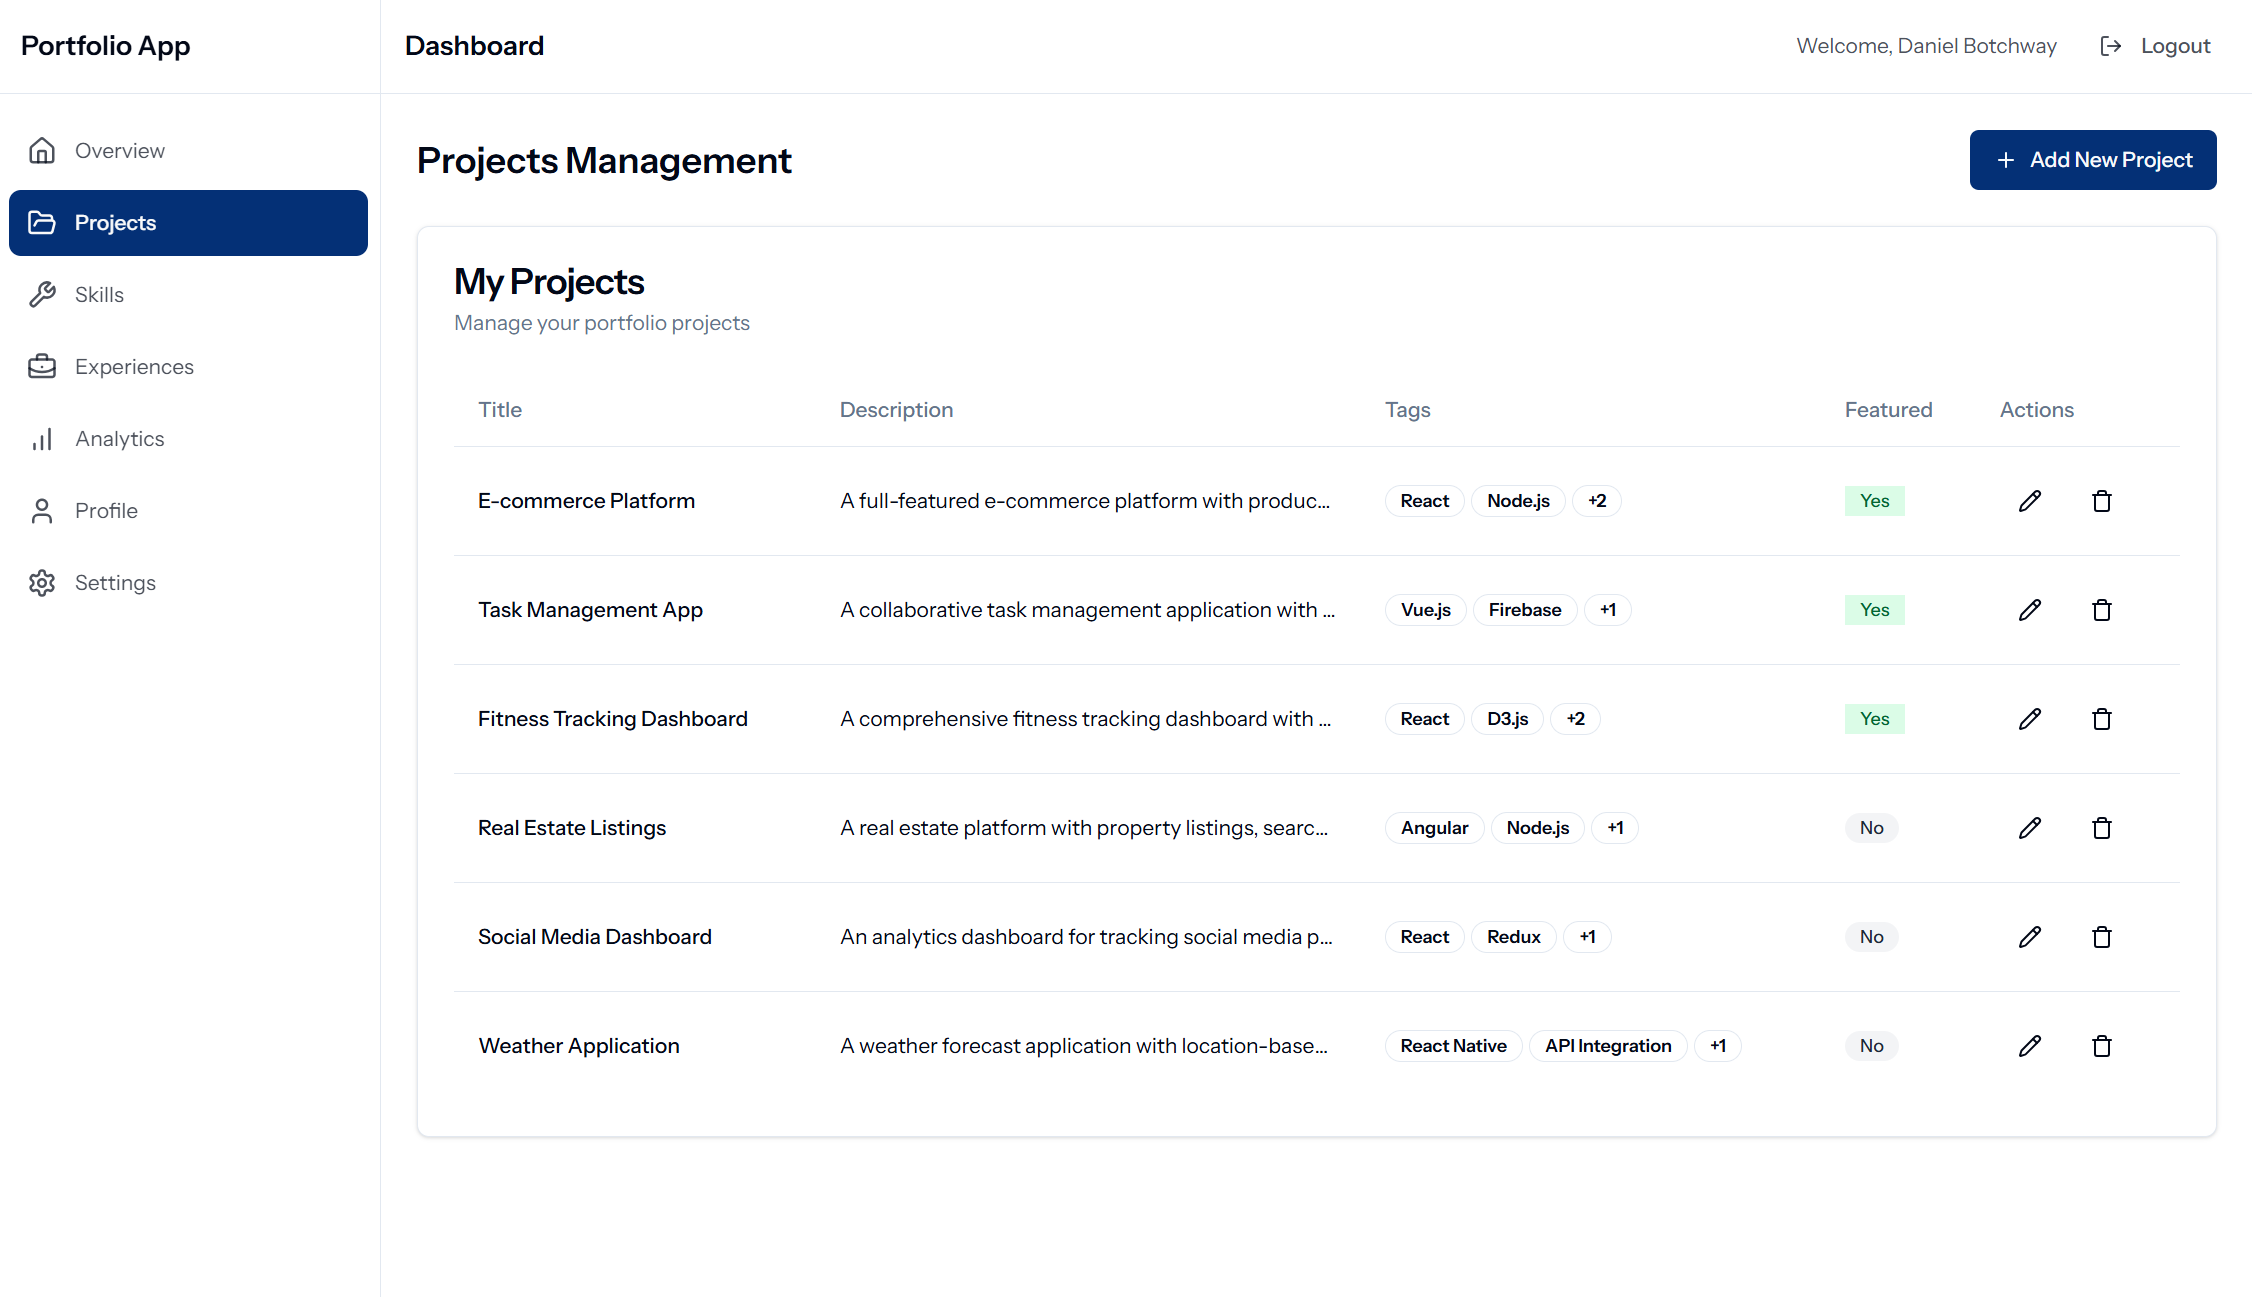 Portfolio App
Dashboard
Welcome, Daniel Botchway
Logout
Overview
Projects
Skills
Experiences
Analytics
Profile
Settings
Projects Management
+ Add New Project
My Projects
Manage your portfolio projects
Title Description Tags Featured Actions
E-commerce Platform A full-featured e-commerce platform with produc... React Node.js +2 Yes
Task Management App A collaborative task management application with ... Vue.js Firebase +1 Yes
Fitness Tracking Dashboard A comprehensive fitness tracking dashboard with ... React D3.js +2 Yes
Real Estate Listings A real estate platform with property listings, searc... Angular Node.js +1 No
Social Media Dashboard An analytics dashboard for tracking social media p... React Redux +1 No
Weather Application A weather forecast application with location-base... React Native API Integration +1 No